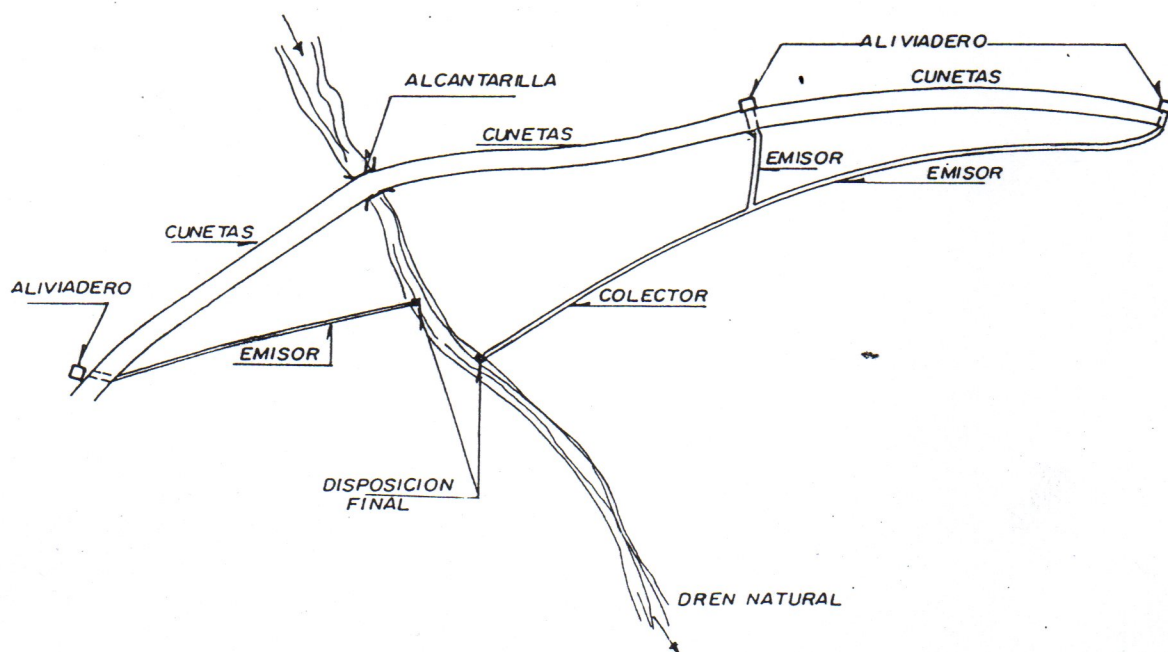 ALIVIADERO
ALCANTARILLA
CUNETAS
CUNETAS
EMISOR
EMISOR
CUNETAS
ALIVIADERO
COLECTOR
EMISOR
DISPOSICION
FINAL
DREN NATURAL